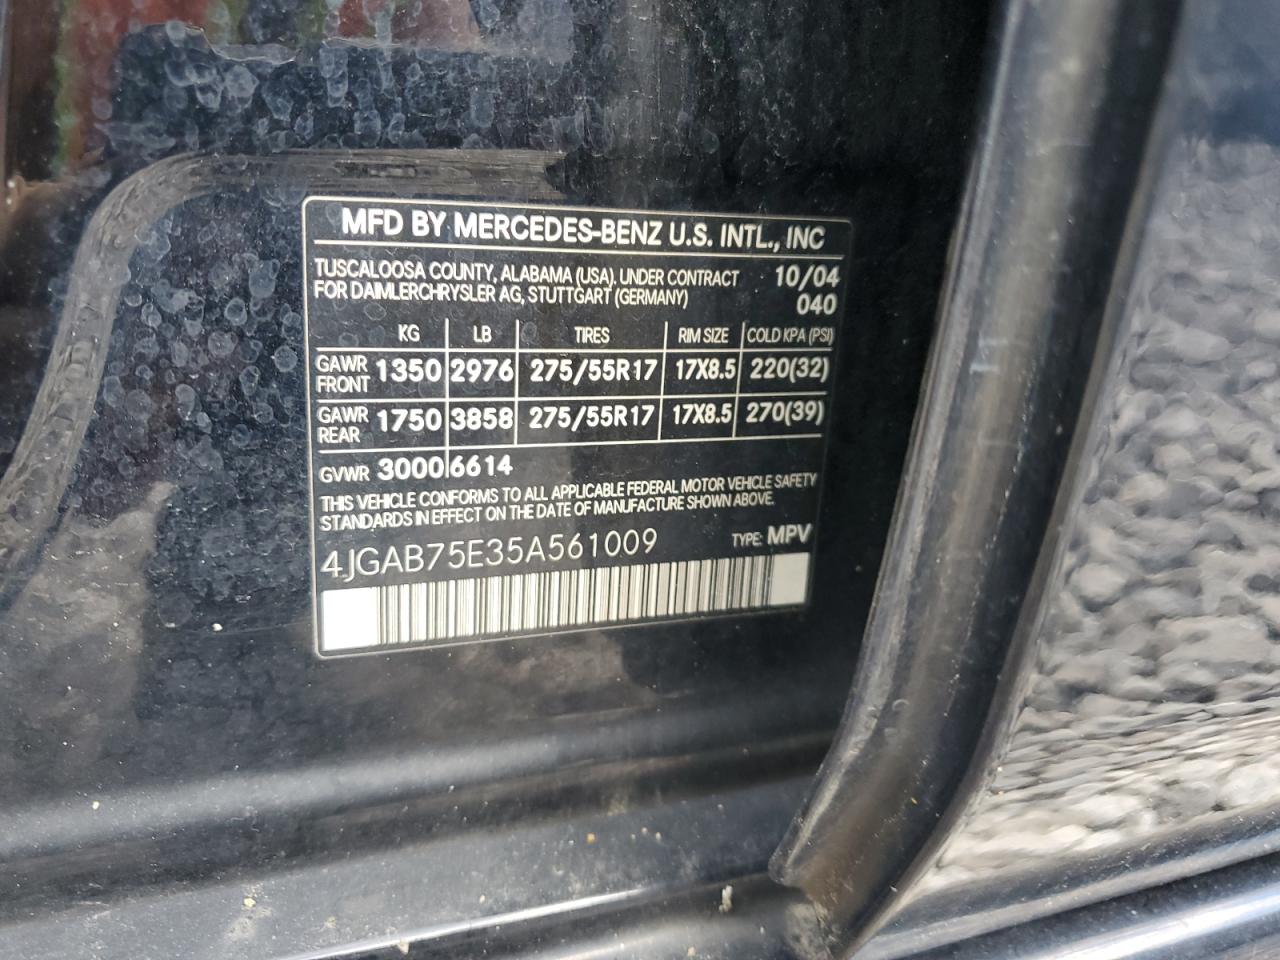 MFD BY MERCEDES-BENZ U.S. INTL., INC
TUSCALOOSA COUNTY, ALABAMA (USA). UNDER CONTRACT 10/04
FOR DAIMLERCHRYSLER AG, STUTTGART (GERMANY) 040
KG LB TIRES RIM SIZE COLD KPA (PSI)
GAWR FRONT 1350 2976 275/55R17 17X8.5 220(32)
GAWR REAR 1750 3858 275/55R17 17X8.5 270(39)
GVWR 3000 6614
THIS VEHICLE CONFORMS TO ALL APPLICABLE FEDERAL MOTOR VEHICLE SAFETY
STANDARDS IN EFFECT ON THE DATE OF MANUFACTURE SHOWN ABOVE.
4JGAB75E35A561009 TYPE: MPV